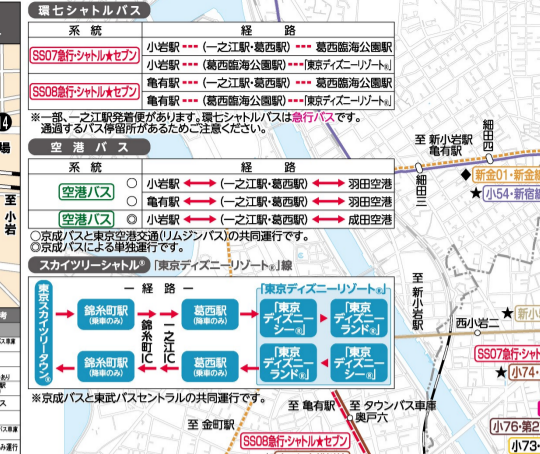 環七シャトルバス
系 統 経 路
SS07急行・シャトル★セブン
小岩駅 --- (一之江駅・葛西駅) --- 葛西臨海公園駅
小岩駅 --- (葛西臨海公園駅) --- 「東京ディズニーリゾート®」
SS08急行・シャトル★セブン
亀有駅 --- (一之江駅・葛西駅) --- 葛西臨海公園駅
亀有駅 --- (葛西臨海公園駅) --- 「東京ディズニーリゾート®」
※一部、一之江駅発着便があります。環七シャトルバスは急行バスです。
通過するバス停留所があるためご注意ください。
空 港 バ ス
系 統 経 路
空港バス
○ 小岩駅 ⟷ (一之江駅・葛西駅) ⟷ 羽田空港
○ 亀有駅 ⟷ (一之江駅・葛西駅) ⟷ 羽田空港
空港バス ◎ 小岩駅 ⟷ (一之江駅・葛西駅) ⟷ 成田空港
○京成バスと東京空港交通(リムジンバス)の共同運行です。
◎京成バスによる単独運行です。
スカイツリーシャトル® 「東京ディズニーリゾート®」線
― 経 路 ―
「東京ディズニーリゾート®」
東京スカイツリータウン®
錦糸町駅
(乗車のみ)
錦糸町IC
一之江IC
葛西駅
(降車のみ)
「東京
ディズニー
シー®」
「東京
ディズニー
ランド®」
錦糸町駅
(降車のみ)
葛西駅
(乗車のみ)
「東京
ディズニー
ランド®」
「東京
ディズニー
シー®」
※京成バスと東武バスセントラルの共同運行です。
至 新小岩駅
亀有駅
細田四
細田三
◆新金01・新金線
★小54・新宿線
至 新小岩駅
西小岩二
★新小
SS07急行・シャト
★小74・
小76・第2
小73・
至 亀有駅
至 タウンバス車庫
奥戸六
至 金町駅
SS08急行・シャトル★セブン
14
場
至 小岩
考
バス車庫
あり
駅
ス
バス車庫
み運行